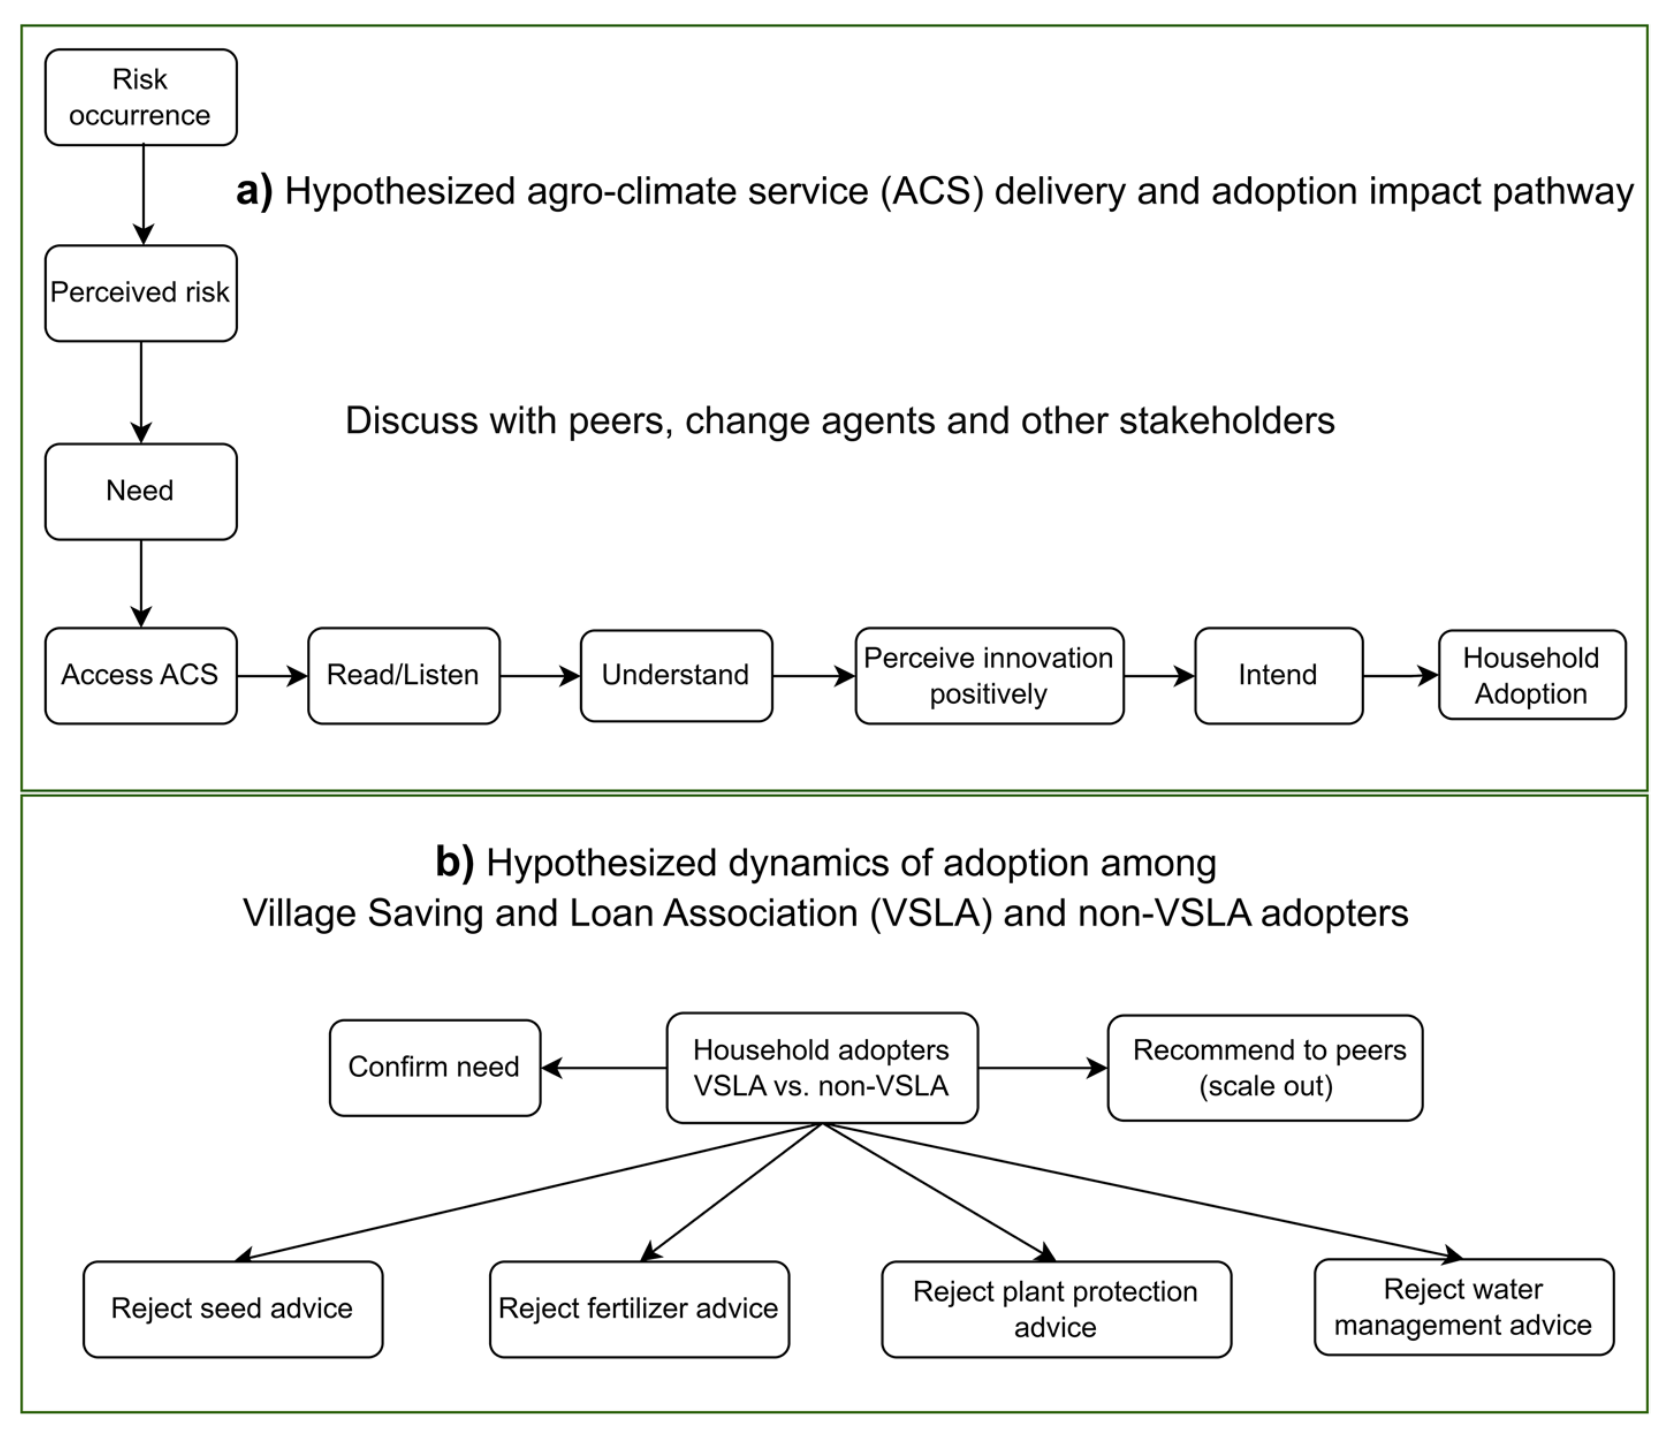 Risk
occurrence
a) Hypothesized agro-climate service (ACS) delivery and adoption impact pathway
Perceived risk
Discuss with peers, change agents and other stakeholders
Need
Access ACS
Read/Listen
Understand
Perceive innovation
positively
Intend
Household
Adoption
b) Hypothesized dynamics of adoption among
Village Saving and Loan Association (VSLA) and non-VSLA adopters
Confirm need
Household adopters
VSLA vs. non-VSLA
Recommend to peers
(scale out)
Reject seed advice
Reject fertilizer advice
Reject plant protection
advice
Reject water
management advice